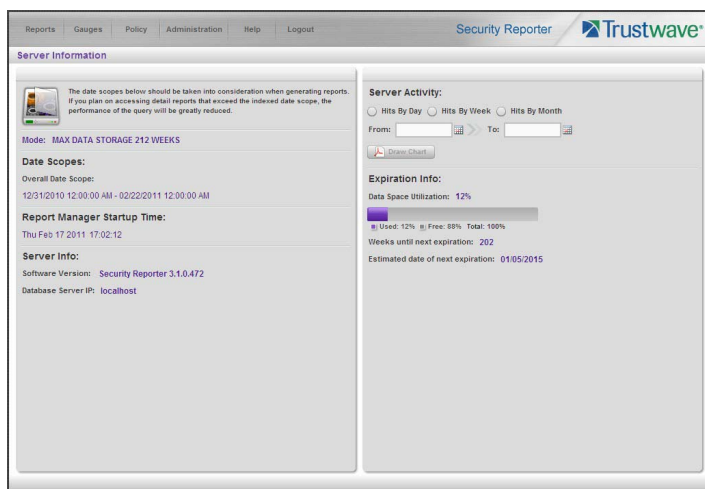 Reports Gauges Policy Administration Help Logout
Security Reporter
Trustwave®
Server Information
The date scopes below should be taken into consideration when generating reports.
If you plan on accessing detail reports that exceed the indexed date scope, the
performance of the query will be greatly reduced.
Mode: MAX DATA STORAGE 212 WEEKS
Date Scopes:
Overall Date Scope:
12/31/2010 12:00:00 AM - 02/22/2011 12:00:00 AM
Report Manager Startup Time:
Thu Feb 17 2011 17:02:12
Server Info:
Software Version: Security Reporter 3.1.0.472
Database Server IP: localhost
Server Activity:
Hits By Day Hits By Week Hits By Month
From: To:
Draw Chart
Expiration Info:
Data Space Utilization: 12%
Used: 12% Free: 88% Total: 100%
Weeks until next expiration: 202
Estimated date of next expiration: 01/05/2015